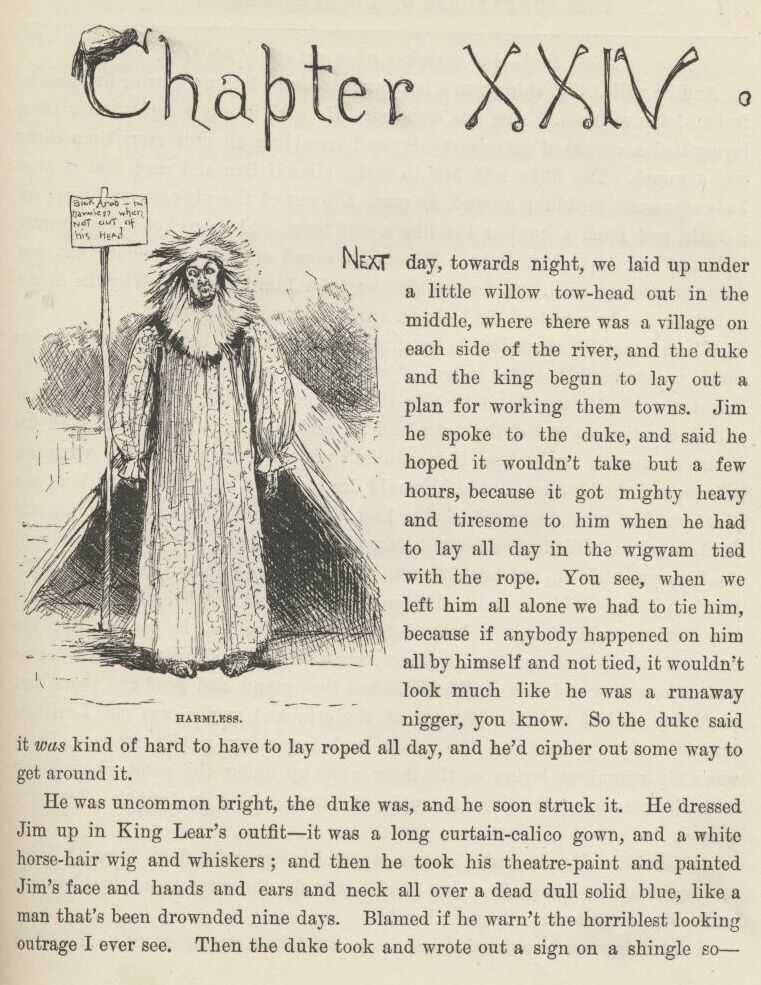 Chapter XXIV.
Sick Arab — but
harmless when
NOT OUT OF
his HEAD
NEXT day, towards night, we laid up under
a little willow tow-head out in the
middle, where there was a village on
each side of the river, and the duke
and the king begun to lay out a
plan for working them towns. Jim
he spoke to the duke, and said he
hoped it wouldn't take but a few
hours, because it got mighty heavy
and tiresome to him when he had
to lay all day in the wigwam tied
with the rope. You see, when we
left him all alone we had to tie him,
because if anybody happened on him
all by himself and not tied, it wouldn't
look much like he was a runaway
nigger, you know. So the duke said
HARMLESS.
it was kind of hard to have to lay roped all day, and he'd cipher out some way to
get around it.
He was uncommon bright, the duke was, and he soon struck it. He dressed
Jim up in King Lear's outfit—it was a long curtain-calico gown, and a white
horse-hair wig and whiskers; and then he took his theatre-paint and painted
Jim's face and hands and ears and neck all over a dead dull solid blue, like a
man that's been drownded nine days. Blamed if he warn't the horriblest looking
outrage I ever see. Then the duke took and wrote out a sign on a shingle so—